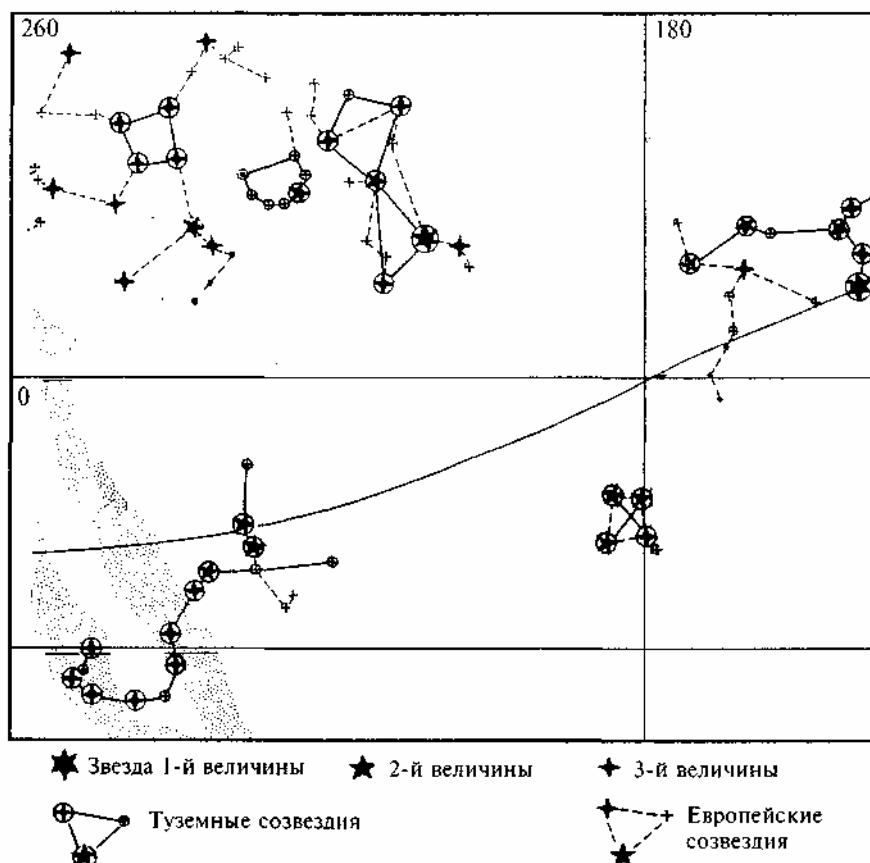 260
180
0
Звезда 1-й величины
2-й величины
3-й величины
Туземные созвездия
Европейские
созвездия